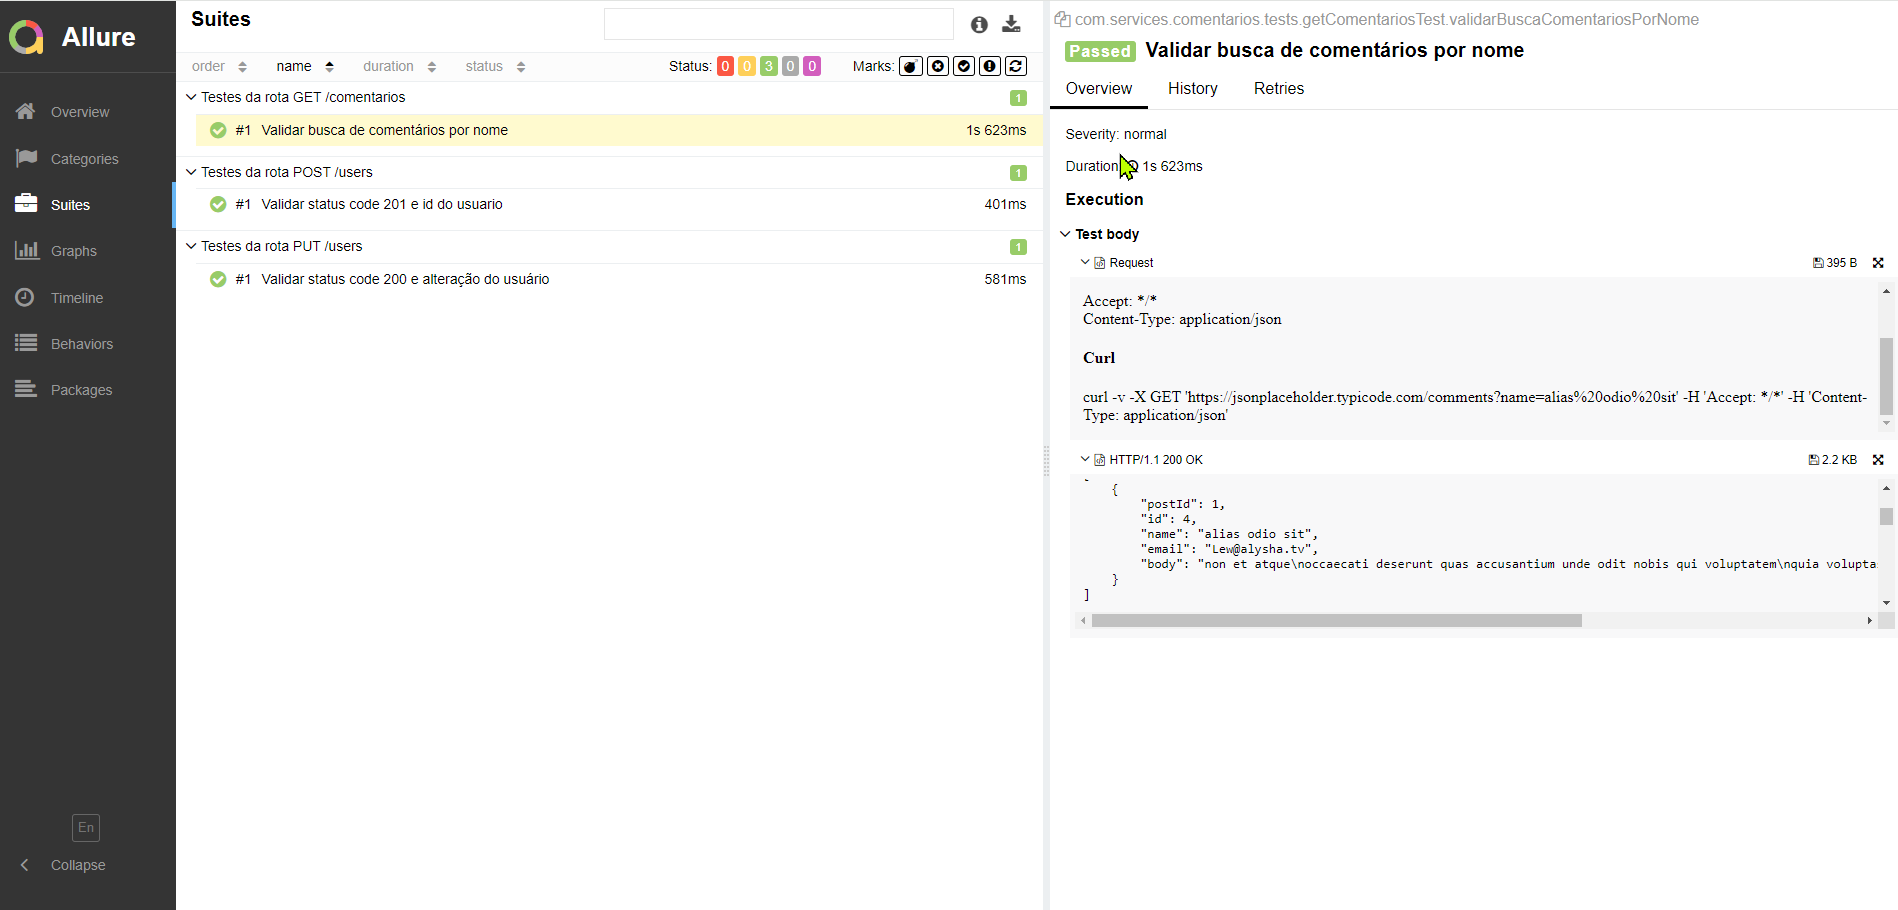 Allure
Overview
Categories
Suites
Graphs
Timeline
Behaviors
Packages
En
Collapse
Suites
order name duration status Status: 0 0 3 0 0 Marks:
Testes da rota GET /comentarios 1
#1 Validar busca de comentários por nome 1s 623ms
Testes da rota POST /users 1
#1 Validar status code 201 e id do usuario 401ms
Testes da rota PUT /users 1
#1 Validar status code 200 e alteração do usuário 581ms
com.services.comentarios.tests.getComentariosTest.validarBuscaComentariosPorNome
Passed Validar busca de comentários por nome
Overview History Retries
Severity: normal
Duration 1s 623ms
Execution
Test body
Request 395 B
Accept: */*
Content-Type: application/json
Curl
curl -v -X GET 'https://jsonplaceholder.typicode.com/comments?name=alias%20odio%20sit' -H 'Accept: */*' -H 'Content-
Type: application/json'
HTTP/1.1 200 OK 2.2 KB
{
"postId": 1,
"id": 4,
"name": "alias odio sit",
"email": "Lew@alysha.tv",
"body": "non et atque\noccaecati deserunt quas accusantium unde odit nobis qui voluptatem\nquia volupta
}
]